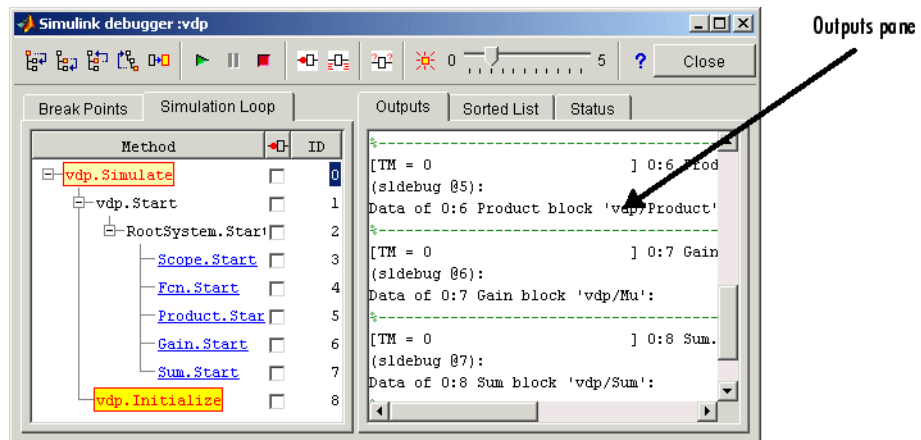 Simulink debugger :vdp
Outputs pane
0 5 ? Close
Break Points Simulation Loop
Outputs Sorted List Status
Method ID
vdp.Simulate 0
vdp.Start 1
RootSystem.Start 2
Scope.Start 3
Fcn.Start 4
Product.Star 5
Gain.Start 6
Sum.Start 7
vdp.Initialize 8
%----------------------------------------
[TM = 0 ] 0:6 Prod
(sldebug @5):
Data of 0:6 Product block 'vdp/Product'
%----------------------------------------
[TM = 0 ] 0:7 Gain
(sldebug @6):
Data of 0:7 Gain block 'vdp/Mu':
%----------------------------------------
[TM = 0 ] 0:8 Sum.
(sldebug @7):
Data of 0:8 Sum block 'vdp/Sum':